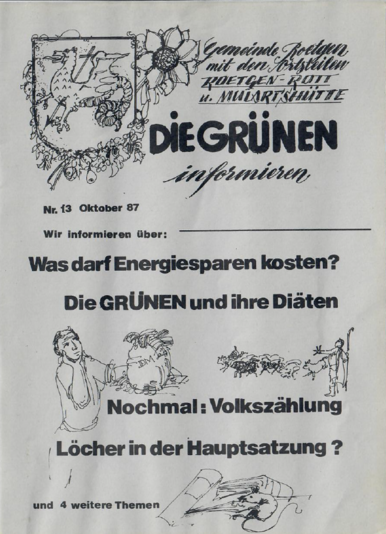 Gemeinde Roetgen
mit den Ortsteilen
ROETGEN-ROTT
u. MULARTSHÜTTE
DIE GRÜNEN
informieren
Nr. 13 Oktober 87
Wir informieren über:
Was darf Energiesparen kosten?
Die GRÜNEN und ihre Diäten
Nochmal: Volkszählung
Löcher in der Hauptsatzung ?
und 4 weitere Themen